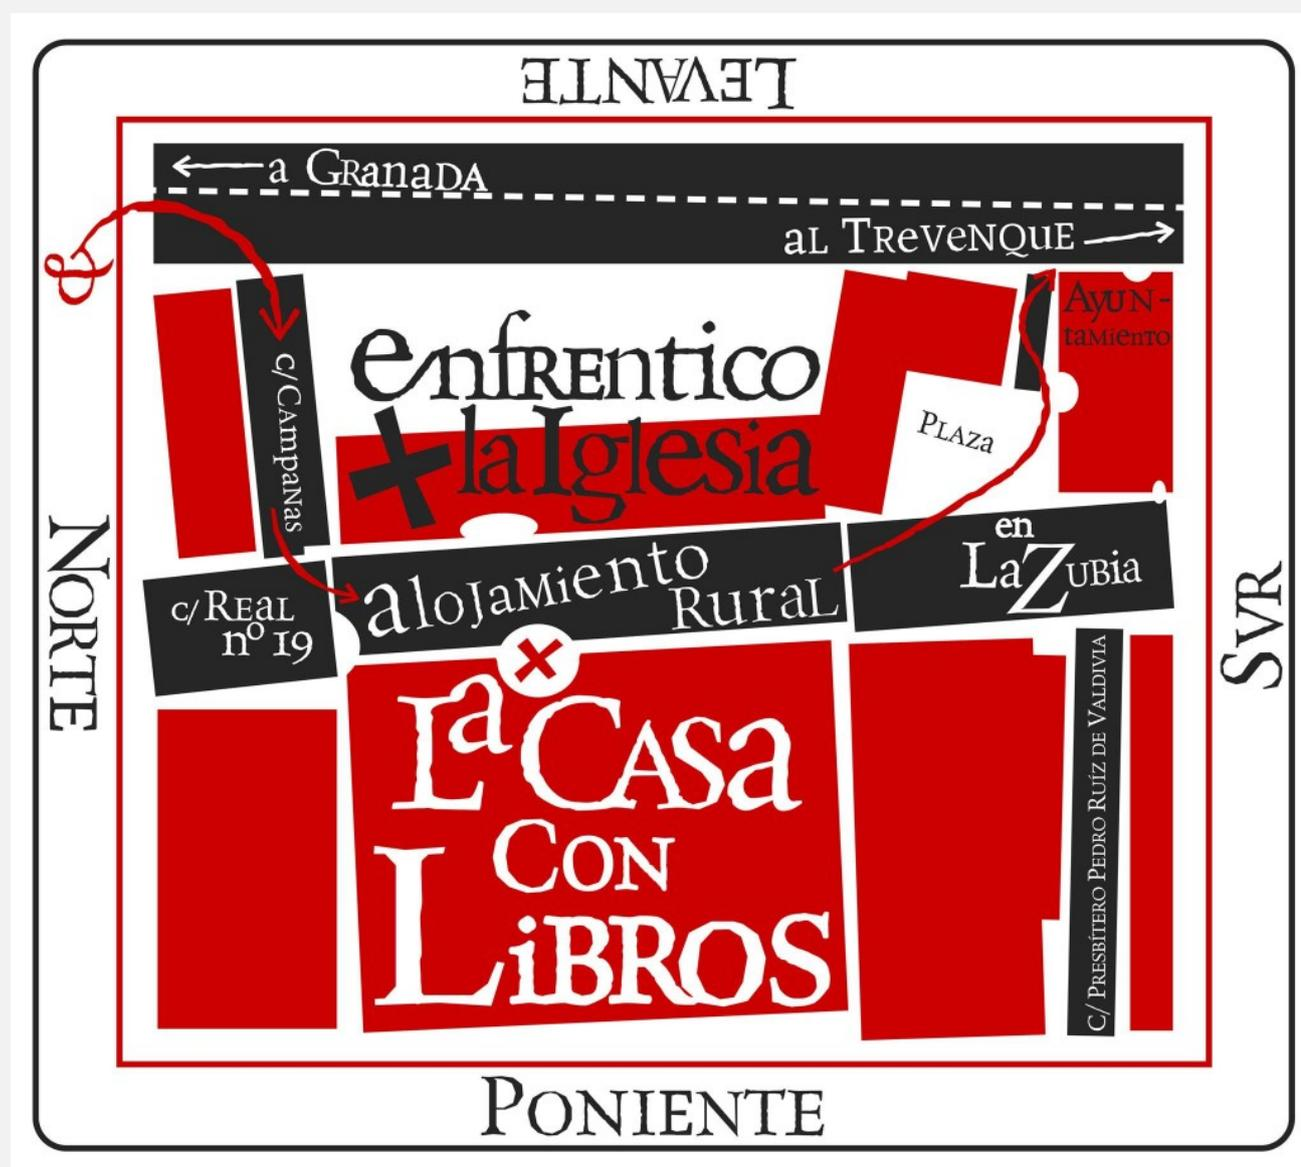 LEVANTE
a GRanaDA
aL TReVeNQuE
AyuN-
taMienTO
enfRentico
la Iglesia
PLAza
c/CAmpaNas
en
LaZUBia
alOJaMiento
RuraL
c/REaL
nº 19
NORTE
SVR
La CASa
CON
LiBROS
C/ PRESBÍTERO PEDRO RUÍZ DE VALDIVIA
PONIENTE